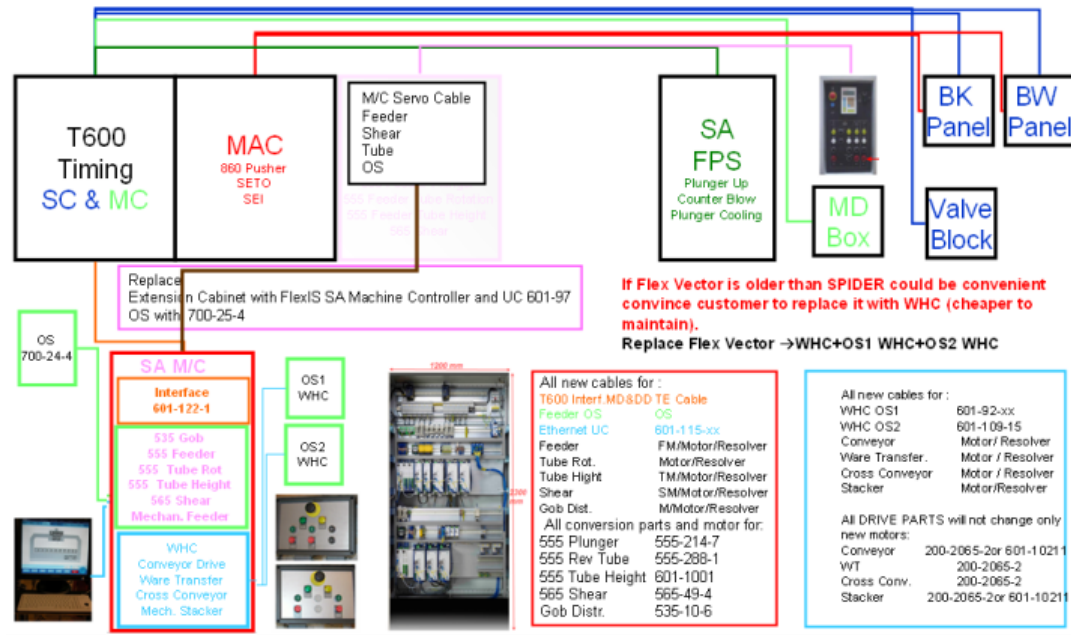 T600
Timing
SC & MC
MAC
860 Pusher
SETO
SEI
M/C Servo Cable
Feeder
Shear
Tube
OS
555 Feeder Tube Rotation
555 Feeder Tube Height
565 Shear
SA
FPS
Plunger Up
Counter Blow
Plunger Cooling
MD
Box
BK
Panel
BW
Panel
Valve
Block
Replace
Extension Cabinet with FlexIS SA Machine Controller and UC 601-97
OS with 700-25-4
If Flex Vector is older than SPIDER could be convenient
convince customer to replace it with WHC (cheaper to
maintain).
Replace Flex Vector →WHC+OS1 WHC+OS2 WHC
OS
700-24-4
SA M/C
Interface
601-122-1
535 Gob
555 Feeder
555 Tube Rot
555 Tube Height
565 Shear
Mechan. Feeder
WHC
Conveyor Drive
Ware Transfer
Cross Conveyor
Mech. Stacker
OS1
WHC
OS2
WHC
1200 mm
2300 mm
All new cables for :
T600 Interf.MD&DD TE Cable
Feeder OS OS
Ethernet UC 601-115-xx
Feeder FM/Motor/Resolver
Tube Rot. Motor/Resolver
Tube Hight TM/Motor/Resolver
Shear SM/Motor/Resolver
Gob Dist. M/Motor/Resolver
All conversion parts and motor for:
555 Plunger 555-214-7
555 Rev Tube 555-288-1
555 Tube Height 601-1001
565 Shear 565-49-4
Gob Distr. 535-10-6
All new cables for :
WHC OS1 601-92-xx
WHC OS2 601-109-15
Conveyor Motor/ Resolver
Ware Transfer. Motor / Resolver
Cross Conveyor Motor / Resolver
Stacker Motor/Resolver
All DRIVE PARTS will not change only
new motors:
Conveyor 200-2065-2or 601-10211
WT 200-2065-2
Cross Conv. 200-2065-2
Stacker 200-2065-2or 601-10211